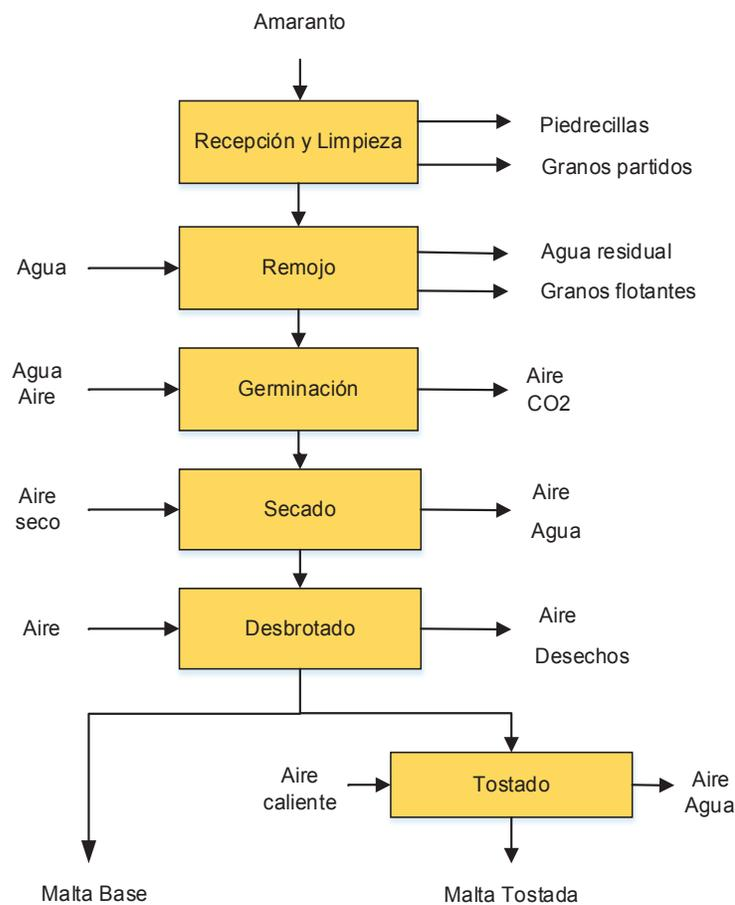 Amaranto
Recepción y Limpieza
Piedrecillas
Granos partidos
Agua
Remojo
Agua residual
Granos flotantes
Agua
Aire
Germinación
Aire
CO2
Aire
seco
Secado
Aire
Agua
Aire
Desbrotado
Aire
Desechos
Aire
caliente
Tostado
Aire
Agua
Malta Base
Malta Tostada